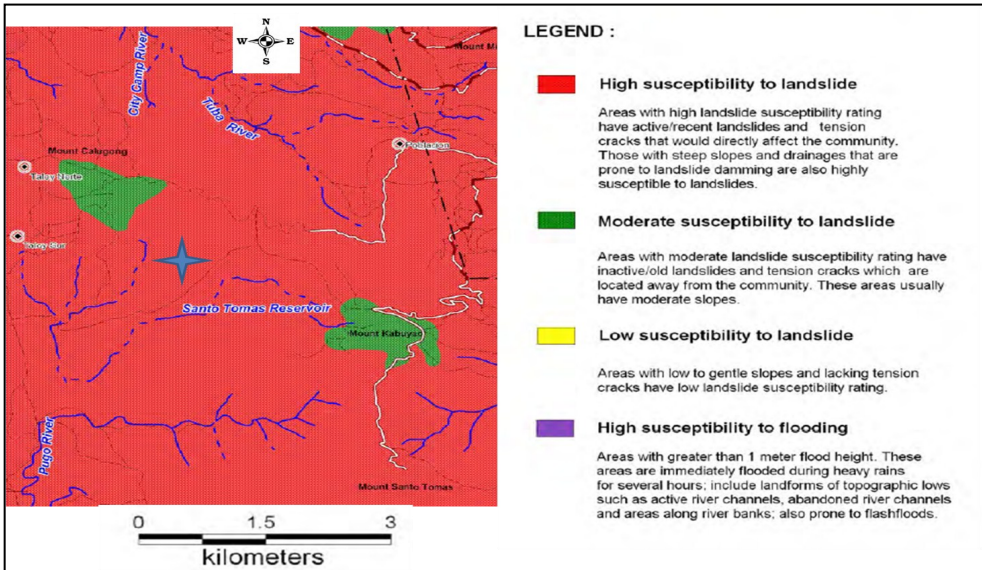 N
W E
S
City Camp River
Tuba River
Mount Calugong
Taloy Norte
Taloy Sur
Poblacion
Santo Tomas Reservoir
Mount Kabuyao
Pugo River
Mount Santo Tomas
0 1.5 3
kilometers
LEGEND :
High susceptibility to landslide
Areas with high landslide susceptibility rating
have active/recent landslides and tension
cracks that would directly affect the community.
Those with steep slopes and drainages that are
prone to landslide damming are also highly
susceptible to landslides.
Moderate susceptibility to landslide
Areas with moderate landslide susceptibility rating have
inactive/old landslides and tension cracks which are
located away from the community. These areas usually
have moderate slopes.
Low susceptibility to landslide
Areas with low to gentle slopes and lacking tension
cracks have low landslide susceptibility rating.
High susceptibility to flooding
Areas with greater than 1 meter flood height. These
areas are immediately flooded during heavy rains
for several hours; include landforms of topographic lows
such as active river channels, abandoned river channels
and areas along river banks; also prone to flashfloods.